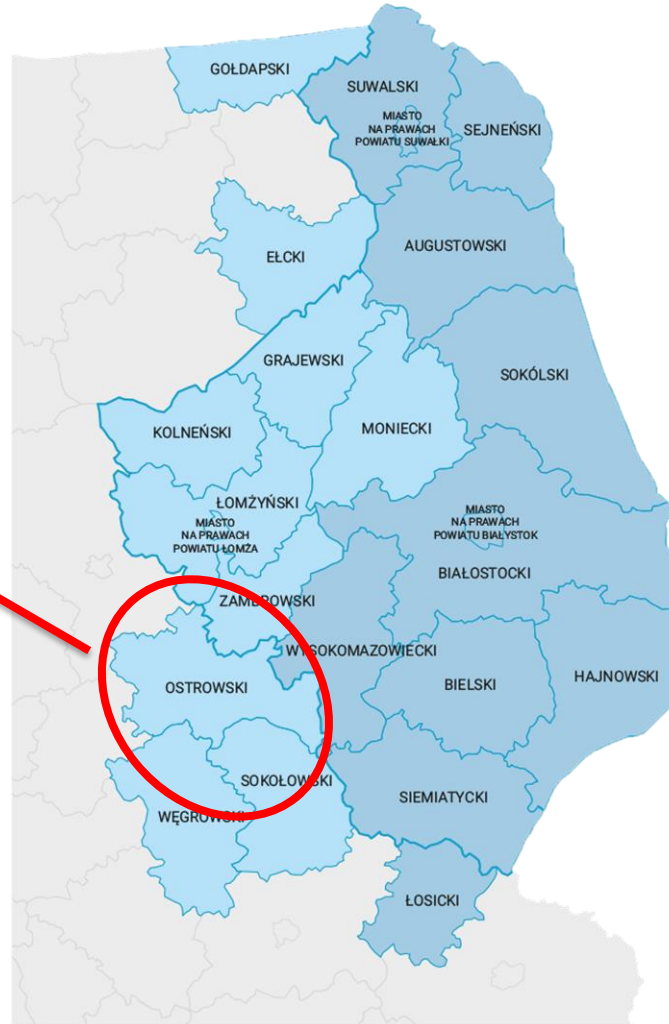 GOŁDAPSKI
SUWALSKI
MIASTO
NA PRAWACH
POWIATU SUWAŁKI
SEJNEŃSKI
EŁCKI
AUGUSTOWSKI
GRAJEWSKI
SOKÓLSKI
KOLNEŃSKI
MONIECKI
ŁOMŻYŃSKI
MIASTO
NA PRAWACH
POWIATU ŁOMŻA
MIASTO
NA PRAWACH
POWIATU BIAŁYSTOK
BIAŁOSTOCKI
ZAMBROWSKI
WYSOKOMAZOWIECKI
OSTROWSKI
BIELSKI
HAJNOWSKI
SOKOŁOWSKI
SIEMIATYCKI
WĘGROWSKI
ŁOSICKI